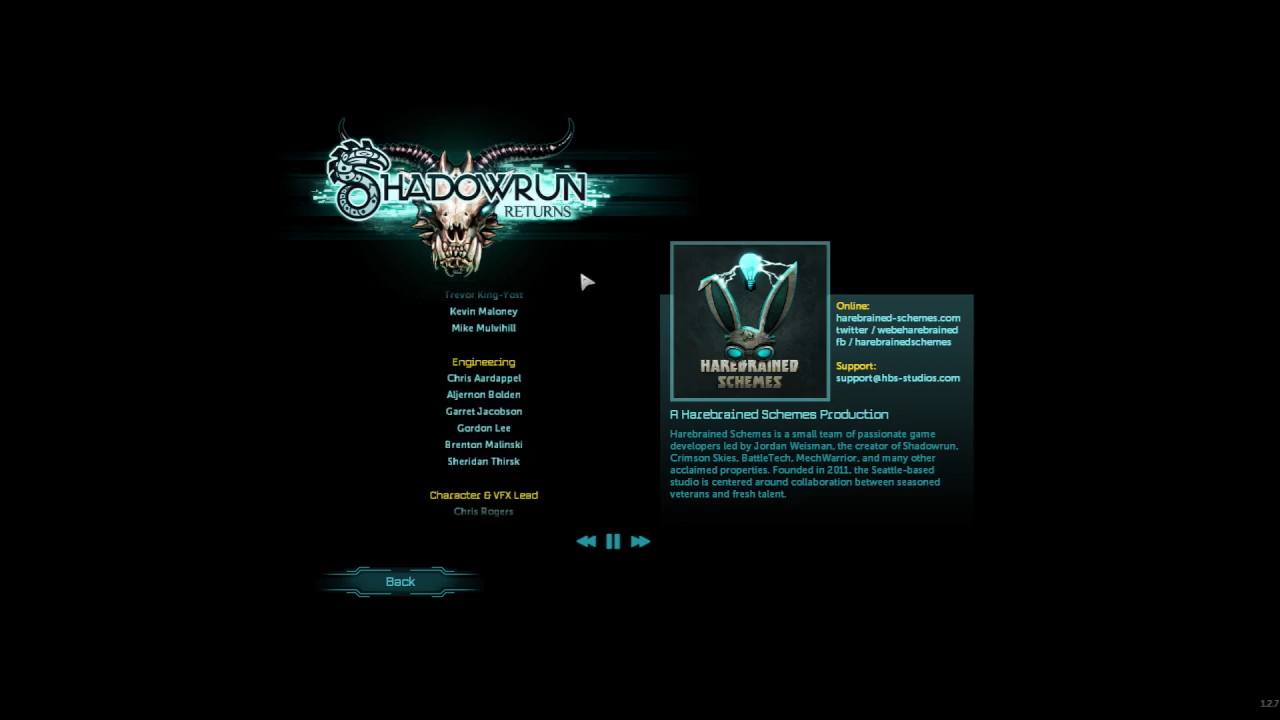 SHADOWRUN
RETURNS
Trevor King-Yost
Kevin Maloney
Mike Mulvihill
Engineering
Chris Aardappel
Aljernon Bolden
Garret Jacobson
Gordon Lee
Brenton Malinski
Sheridan Thirsk
Character & VFX Lead
Chris Rogers
Back
HAREBRAINED
SCHEMES
Online:
harebrained-schemes.com
twitter / webeharebrained
fb / harebrainedschemes
Support:
support@hbs-studios.com
A Harebrained Schemes Production
Harebrained Schemes is a small team of passionate game
developers led by Jordan Weisman, the creator of Shadowrun,
Crimson Skies, BattleTech, MechWarrior, and many other
acclaimed properties. Founded in 2011, the Seattle-based
studio is centered around collaboration between seasoned
veterans and fresh talent.
1.2.7